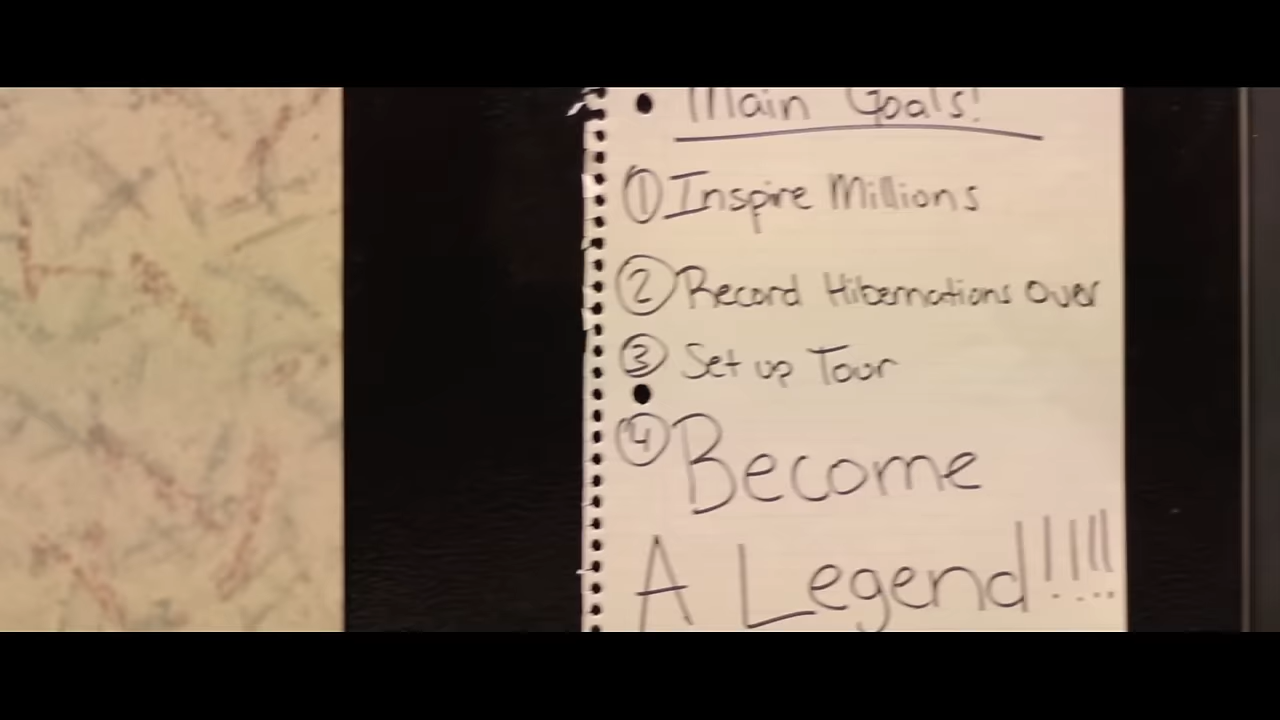 Main Goals!
① Inspire Millions
② Record Hibernations Over
③ Set up Tour
④ Become
A Legend!!!!